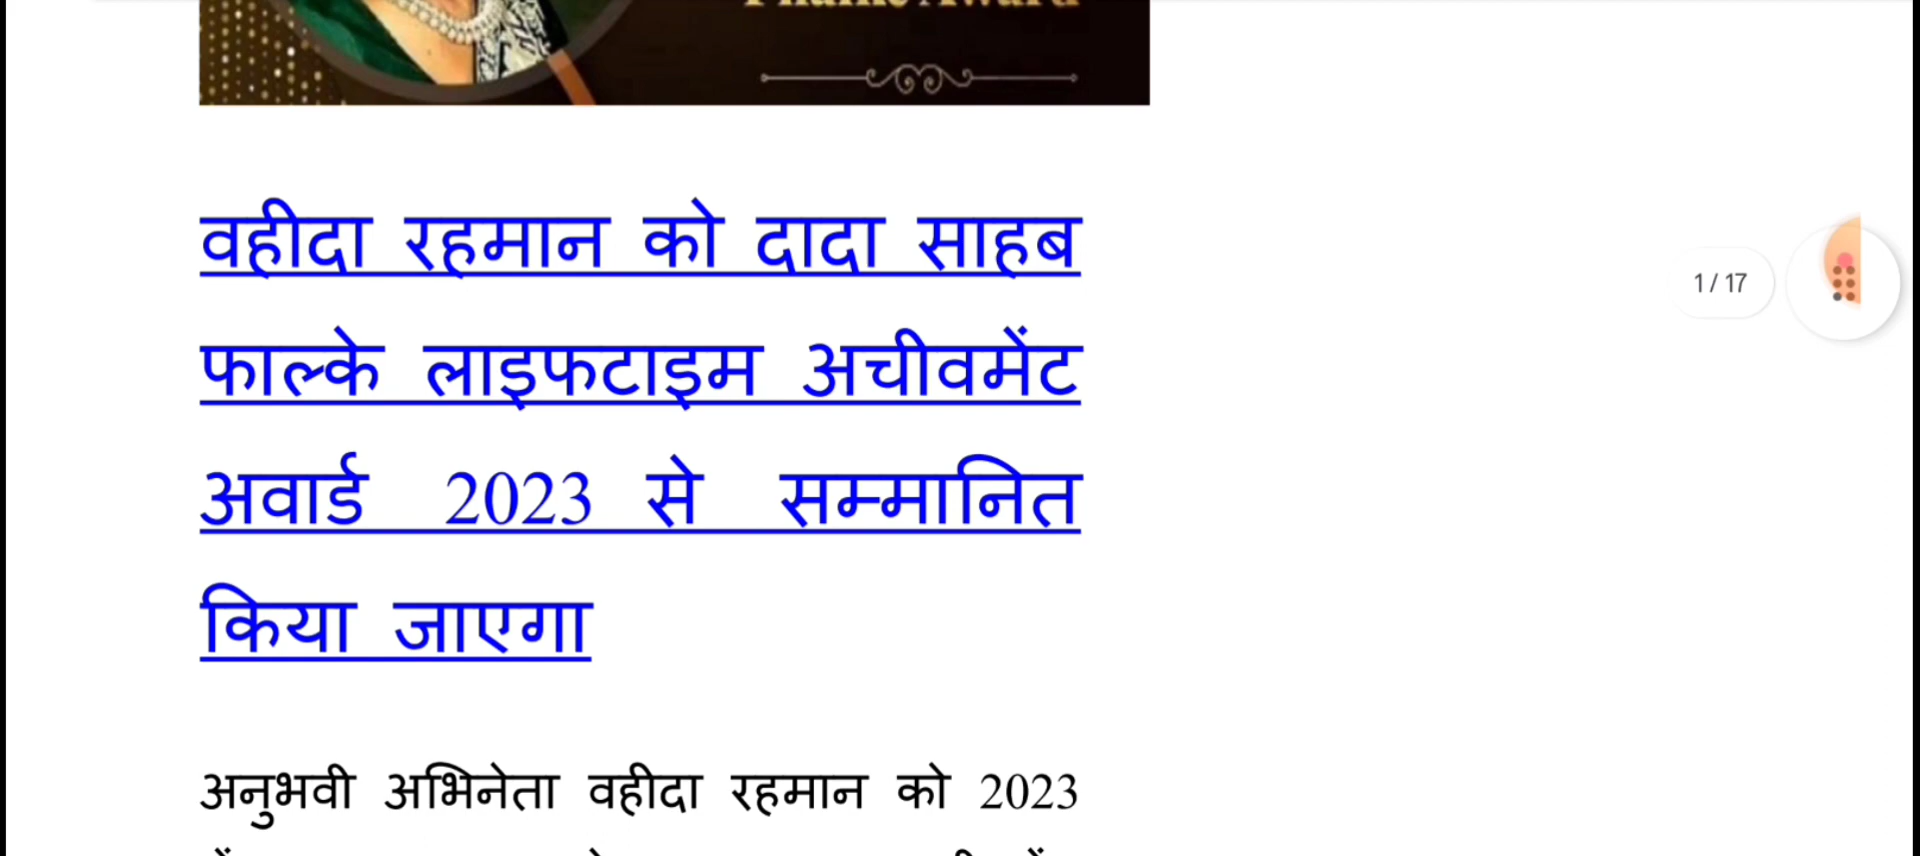 वहीदा रहमान को दादा साहब
फाल्के लाइफटाइम अचीवमेंट
अवार्ड 2023 से सम्मानित
किया जाएगा
1 / 17
अनुभवी अभिनेता वहीदा रहमान को 2023